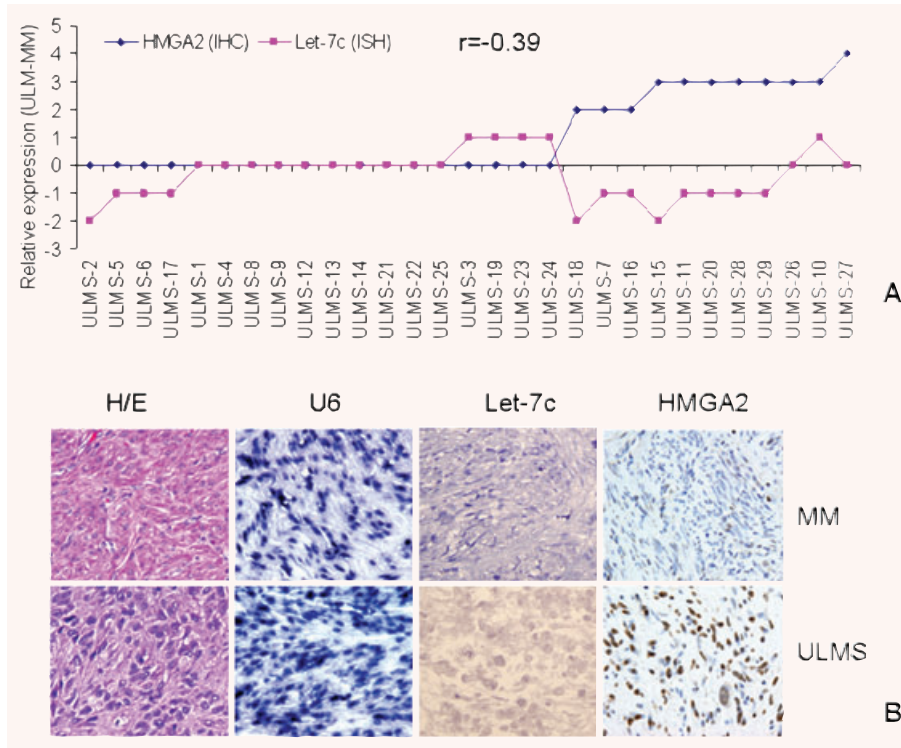 HMGA2 (IHC) Let-7c (ISH) r=-0.39
Relative expression (ULM-MM)
5
4
3
2
1
0
-1
-2
-3
ULMS-2
ULMS-5
ULMS-6
ULMS-17
ULMS-1
ULMS-4
ULMS-8
ULMS-9
ULMS-12
ULMS-13
ULMS-14
ULMS-21
ULMS-22
ULMS-25
ULMS-3
ULMS-19
ULMS-23
ULMS-24
ULMS-18
ULMS-7
ULMS-16
ULMS-15
ULMS-11
ULMS-20
ULMS-28
ULMS-29
ULMS-26
ULMS-10
ULMS-27
A
H/E U6 Let-7c HMGA2
MM
ULMS
B